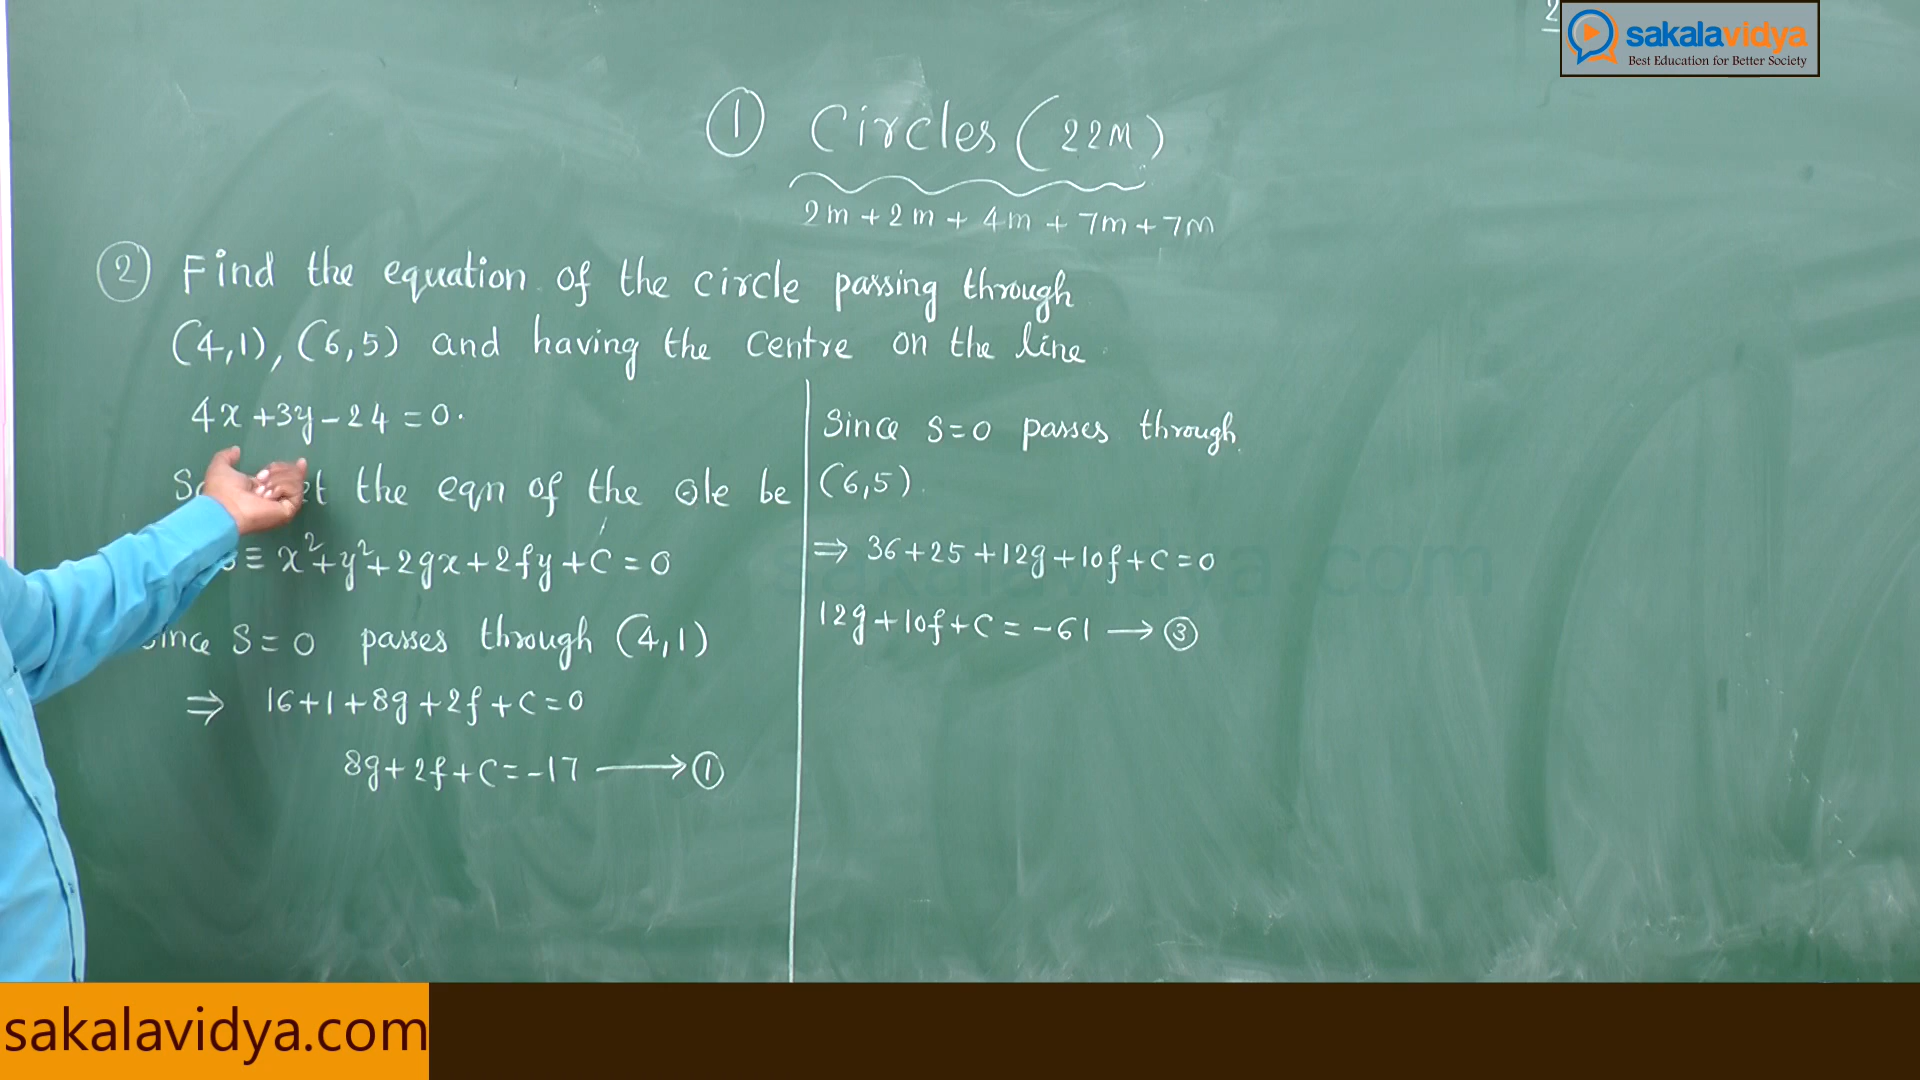 2
sakalavidya
Best Education for Better Society
① Circles (22M)
2m + 2m + 4m + 7m + 7M
② Find the equation of the circle passing through
(4,1), (6,5) and having the centre on the line
4x + 3y - 24 = 0.
the eqn of the ⊙le be
≡ x² + y² + 2gx + 2fy + c = 0
Since S = 0 passes through (4,1)
⇒ 16 + 1 + 8g + 2f + c = 0
8g + 2f + c = -17 ⟶ ①
Since S = 0 passes through
(6,5).
⇒ 36 + 25 + 12g + 10f + c = 0
12g + 10f + c = -61 ⟶ ③
sakalavidya.com
sakalavidya.com